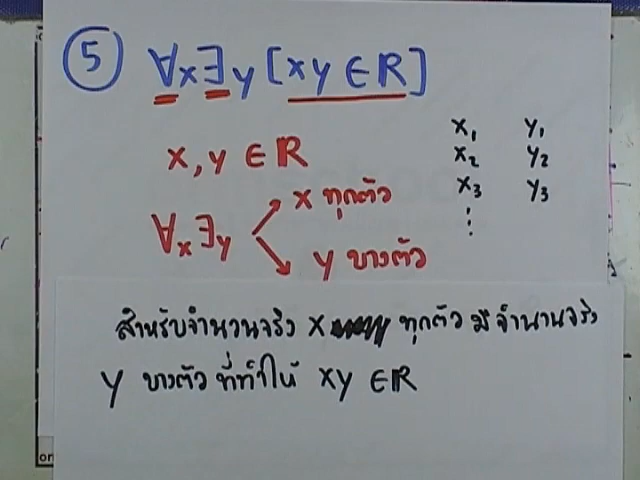 5 ∀x∃y [xy ∈ R]
x, y ∈ R
x₁ y₁
x₂ y₂
x₃ y₃
⋮
∀x∃y
x ทุกตัว
y บางตัว
สำหรับจำนวนจริง x ทุกตัว มีจำนวนจริง
y บางตัว ที่ทำให้ xy ∈ R
or